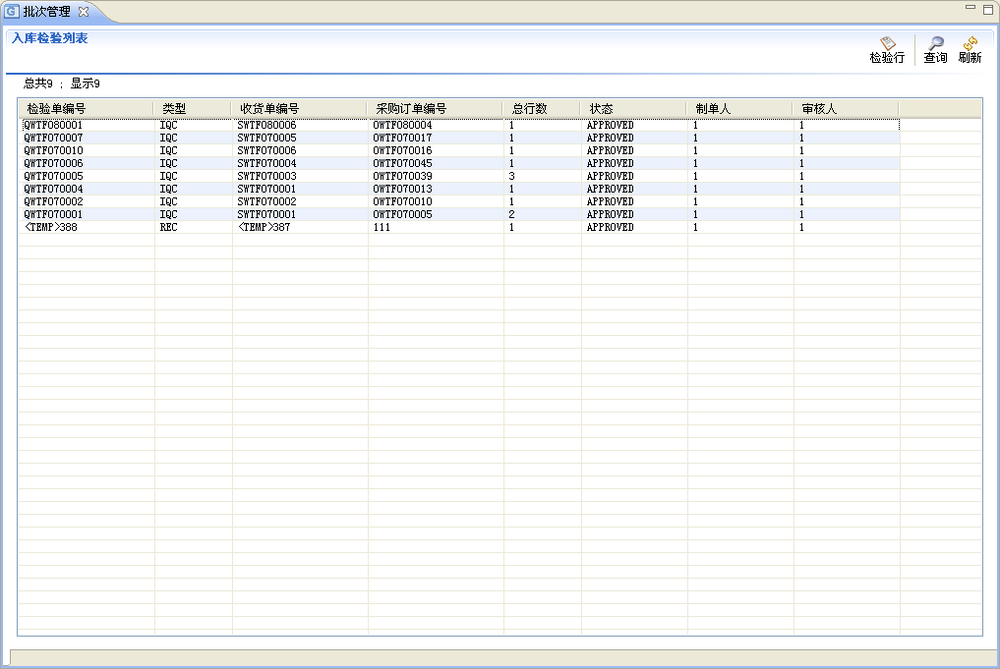 批次管理
入库检验列表
检验行 查询 刷新
总共9 ; 显示9
检验单编号 类型 收货单编号 采购订单编号 总行数 状态 制单人 审核人
QWTF080001 IQC SWTF080006 OWTF080004 1 APPROVED 1 1
QWTF070007 IQC SWTF070005 OWTF070017 1 APPROVED 1 1
QWTF070010 IQC SWTF070006 OWTF070016 1 APPROVED 1 1
QWTF070006 IQC SWTF070004 OWTF070045 1 APPROVED 1 1
QWTF070005 IQC SWTF070003 OWTF070039 3 APPROVED 1 1
QWTF070004 IQC SWTF070001 OWTF070013 1 APPROVED 1 1
QWTF070002 IQC SWTF070002 OWTF070010 1 APPROVED 1 1
QWTF070001 IQC SWTF070001 OWTF070005 2 APPROVED 1 1
<TEMP>388 REC <TEMP>387 111 1 APPROVED 1 1